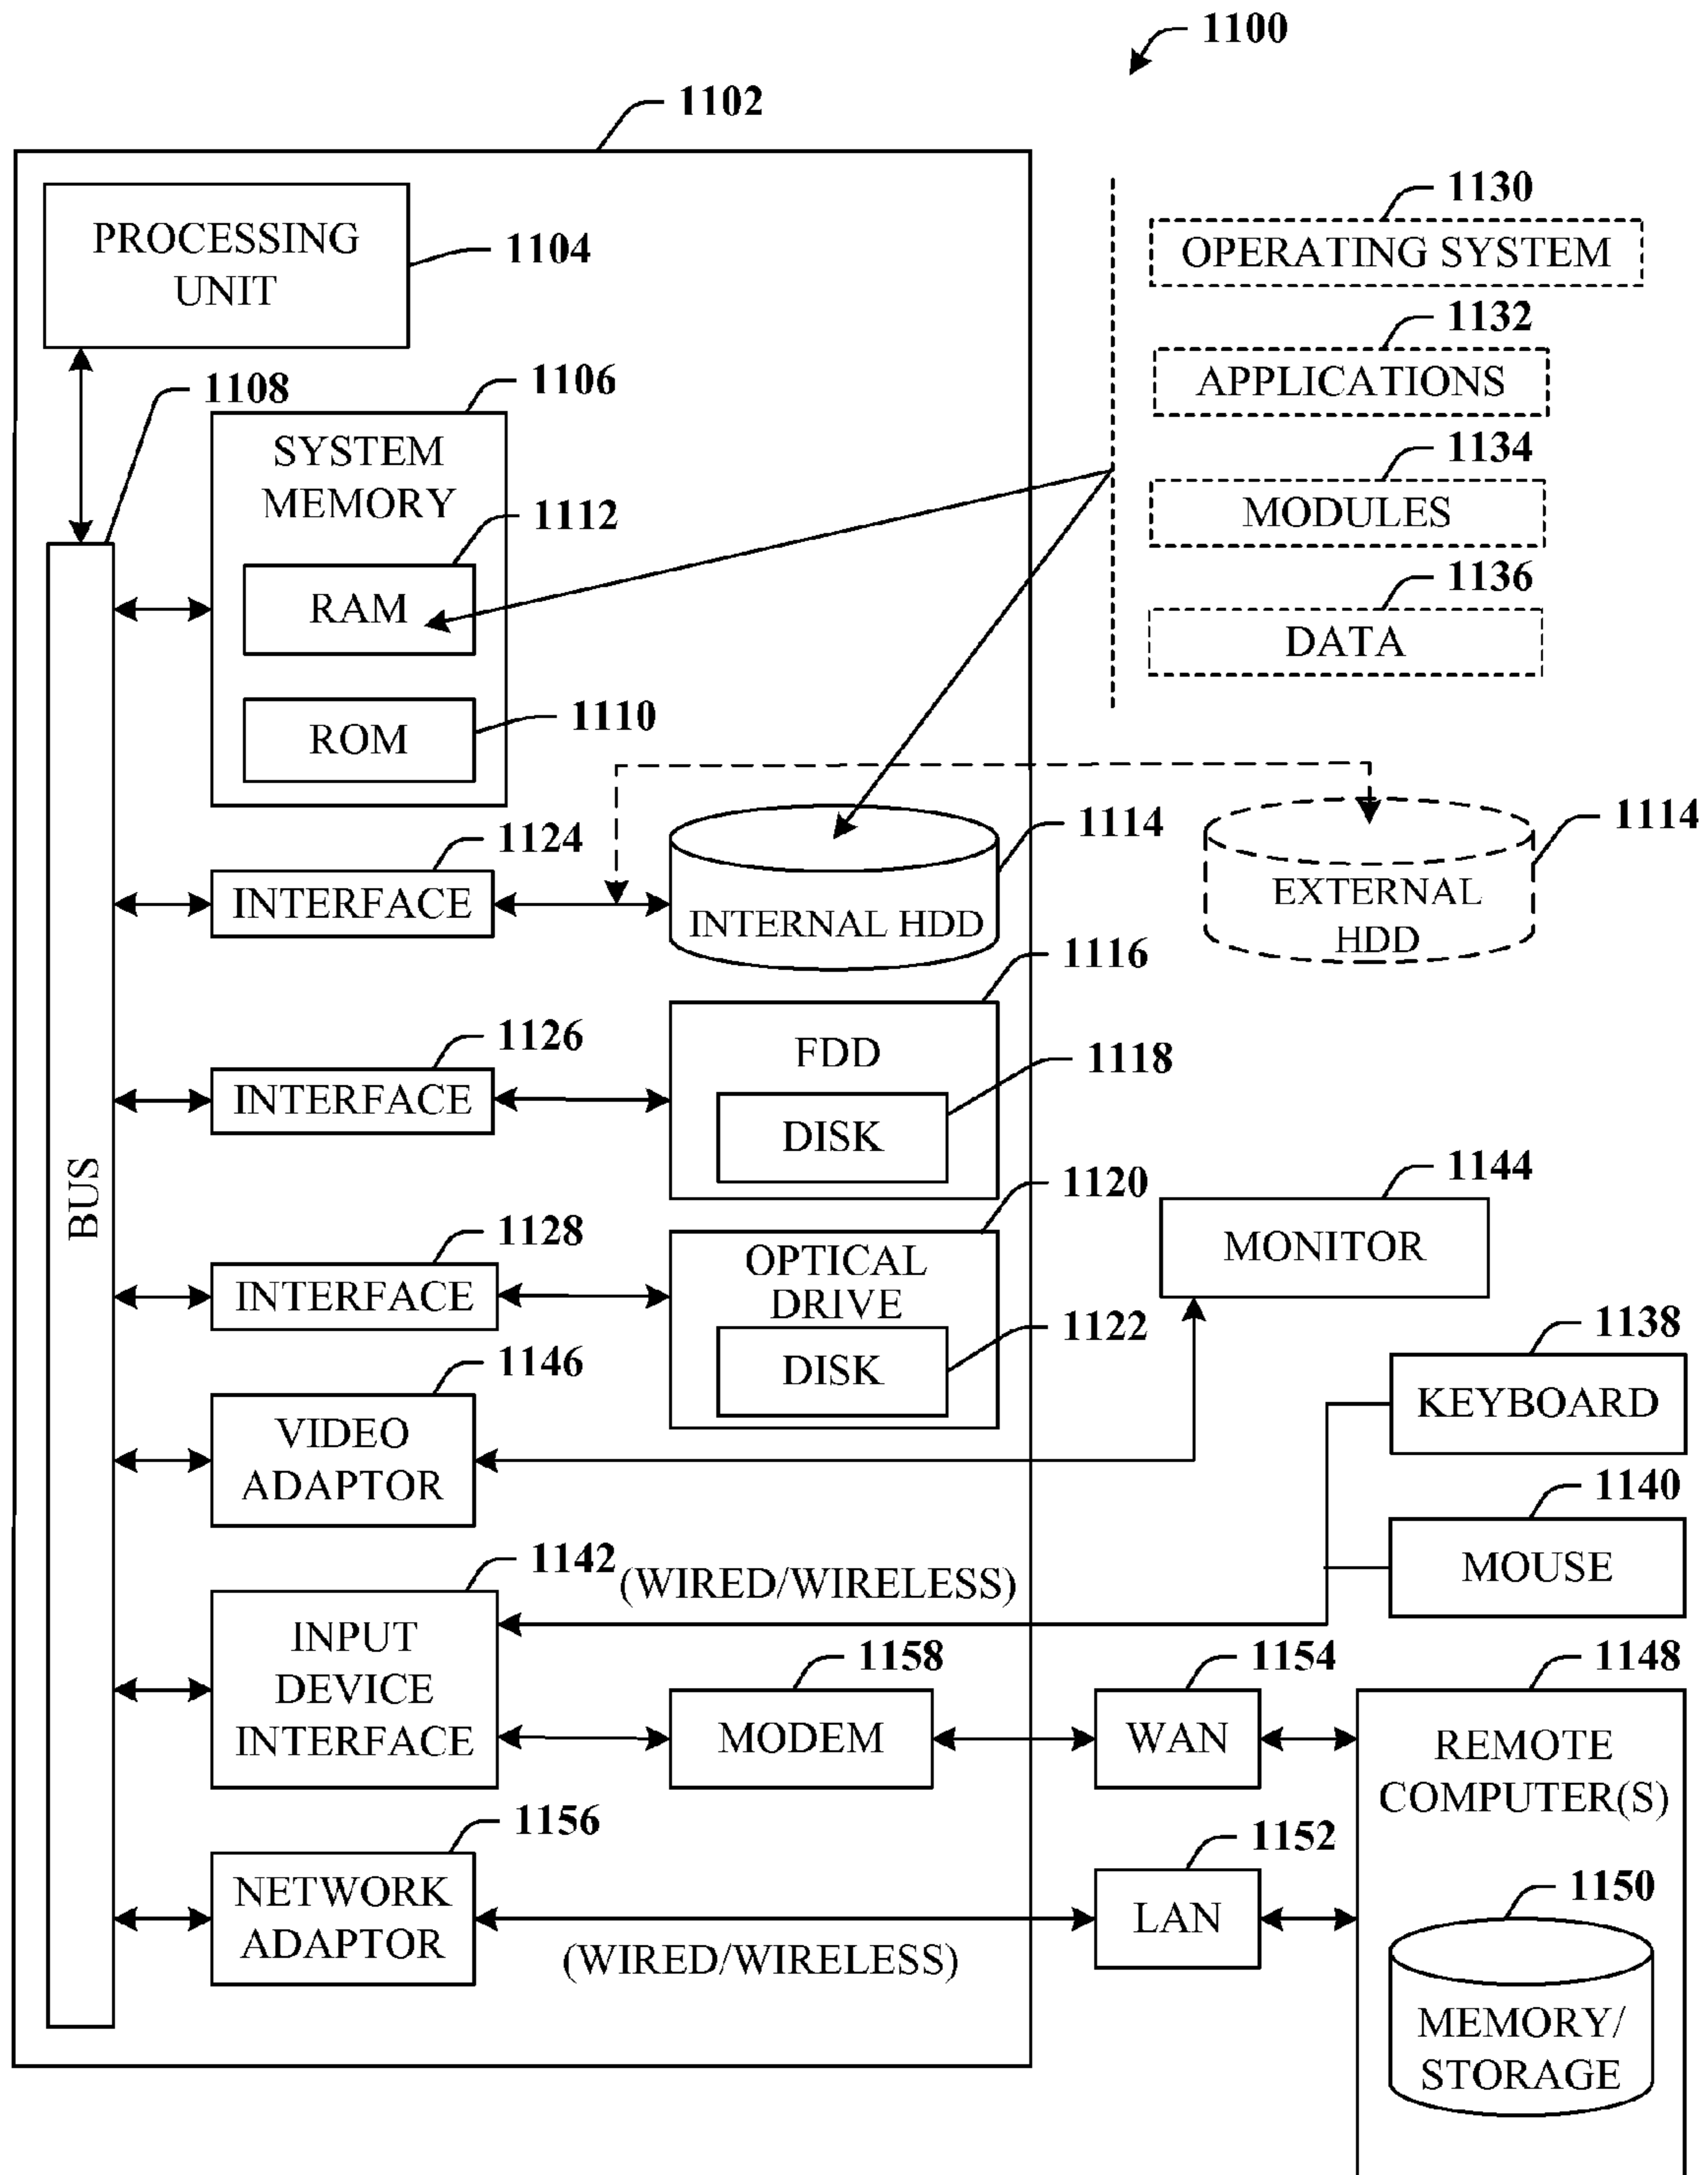 1100
1102
PROCESSING
UNIT
1104
1130
OPERATING SYSTEM
1132
APPLICATIONS
1134
MODULES
1136
DATA
1108
1106
SYSTEM
MEMORY
1112
RAM
1110
ROM
1124
INTERFACE
1114
INTERNAL HDD
1114
EXTERNAL
HDD
1126
INTERFACE
1116
FDD
1118
DISK
BUS
1128
INTERFACE
1120
OPTICAL
DRIVE
1122
DISK
1144
MONITOR
1146
VIDEO
ADAPTOR
1138
KEYBOARD
1140
MOUSE
1142
(WIRED/WIRELESS)
INPUT
DEVICE
INTERFACE
1158
MODEM
1154
WAN
1148
REMOTE
COMPUTER(S)
1156
NETWORK
ADAPTOR
(WIRED/WIRELESS)
1152
LAN
1150
MEMORY/
STORAGE